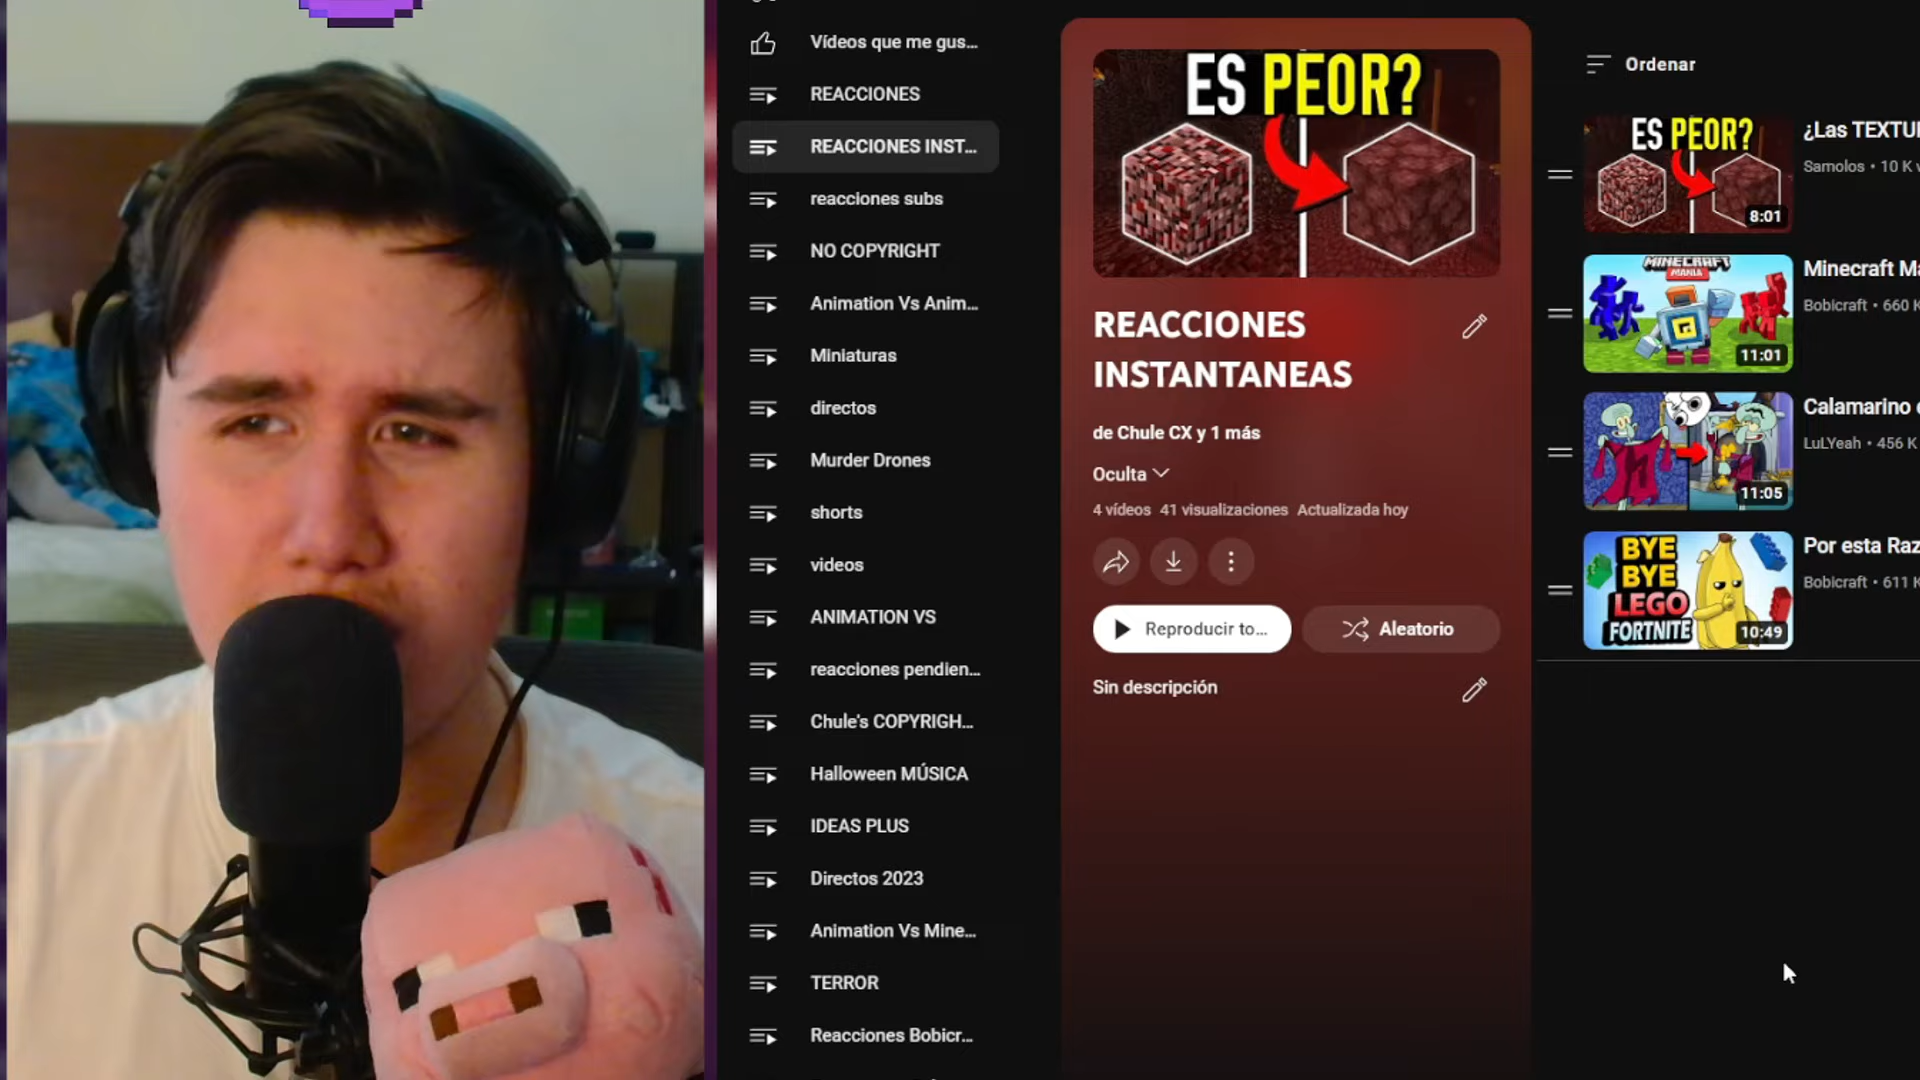 Vídeos que me gus...
REACCIONES
REACCIONES INST...
reacciones subs
NO COPYRIGHT
Animation Vs Anim...
Miniaturas
directos
Murder Drones
shorts
videos
ANIMATION VS
reacciones pendien...
Chule's COPYRIGH...
Halloween MÚSICA
IDEAS PLUS
Directos 2023
Animation Vs Mine...
TERROR
Reacciones Bobicr...
ES PEOR?
REACCIONES
INSTANTANEAS
de Chule CX y 1 más
Oculta
4 vídeos 41 visualizaciones Actualizada hoy
Reproducir to...
Aleatorio
Sin descripción
Ordenar
ES PEOR?
8:01
¿Las TEXTU
Samolos • 10 K
MINECRAFT
MANIA
11:01
Minecraft Ma
Bobicraft • 660 K
11:05
Calamarino
LuLYeah • 456 K
BYE
BYE
LEGO
FORTNITE
10:49
Por esta Raz
Bobicraft • 611 K